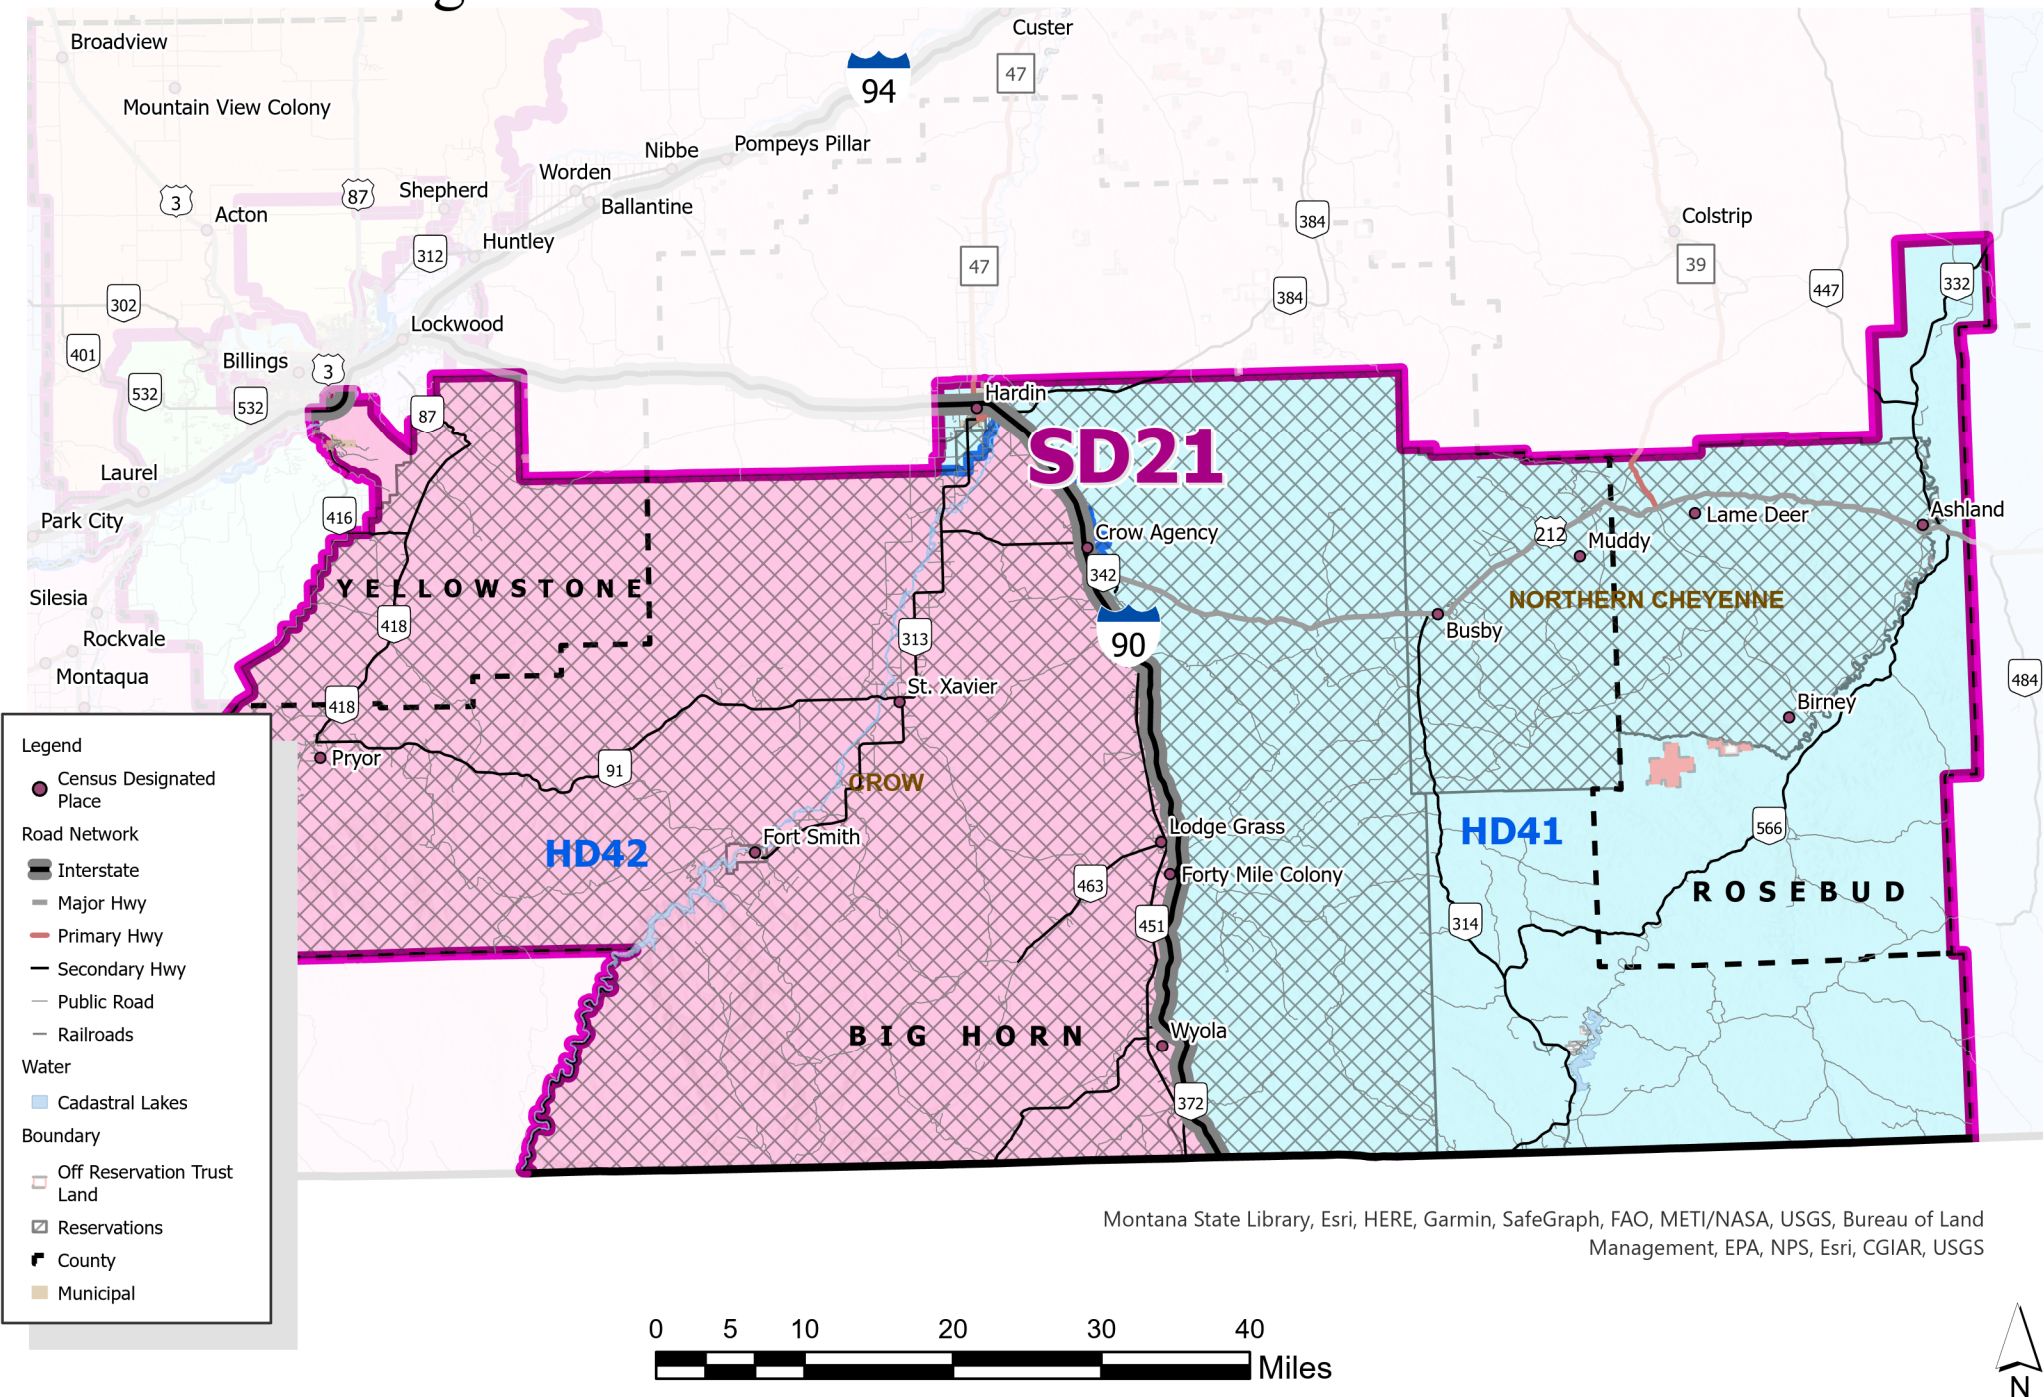 Broadview
Custer
47
94
Mountain View Colony
Nibbe
Pompeys Pillar
Worden
3
87
Shepherd
Acton
Ballantine
384
Colstrip
312
Huntley
47
39
332
302
384
447
Lockwood
401
Billings
3
532
532
87
Hardin
SD21
Laurel
416
Park City
Lame Deer
Ashland
212
Crow Agency
Muddy
342
YELLOWSTONE
NORTHERN CHEYENNE
Silesia
418
313
Busby
Rockvale
90
Montaqua
St. Xavier
484
418
Birney
Pryor
91
CROW
Lodge Grass
HD41
566
Fort Smith
HD42
463
Forty Mile Colony
ROSEBUD
451
314
BIG HORN
Wyola
372
Legend
Census Designated
Place
Road Network
Interstate
Major Hwy
Primary Hwy
Secondary Hwy
Public Road
Railroads
Water
Cadastral Lakes
Boundary
Off Reservation Trust
Land
Reservations
County
Municipal
Montana State Library, Esri, HERE, Garmin, SafeGraph, FAO, METI/NASA, USGS, Bureau of Land
Management, EPA, NPS, Esri, CGIAR, USGS
0 5 10 20 30 40
Miles
N